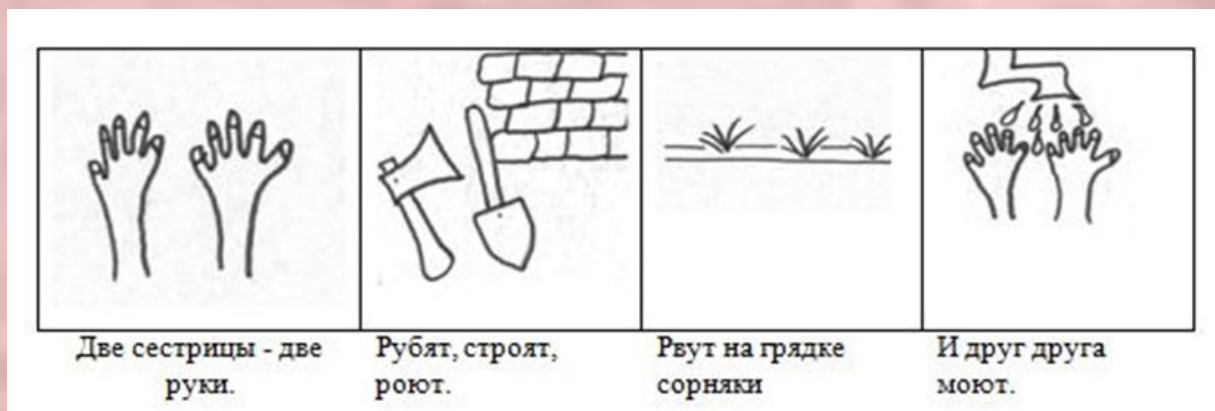 Две сестрицы - две
руки.
Рубят, строят,
роют.
Рвут на грядке
сорняки
И друг друга
моют.